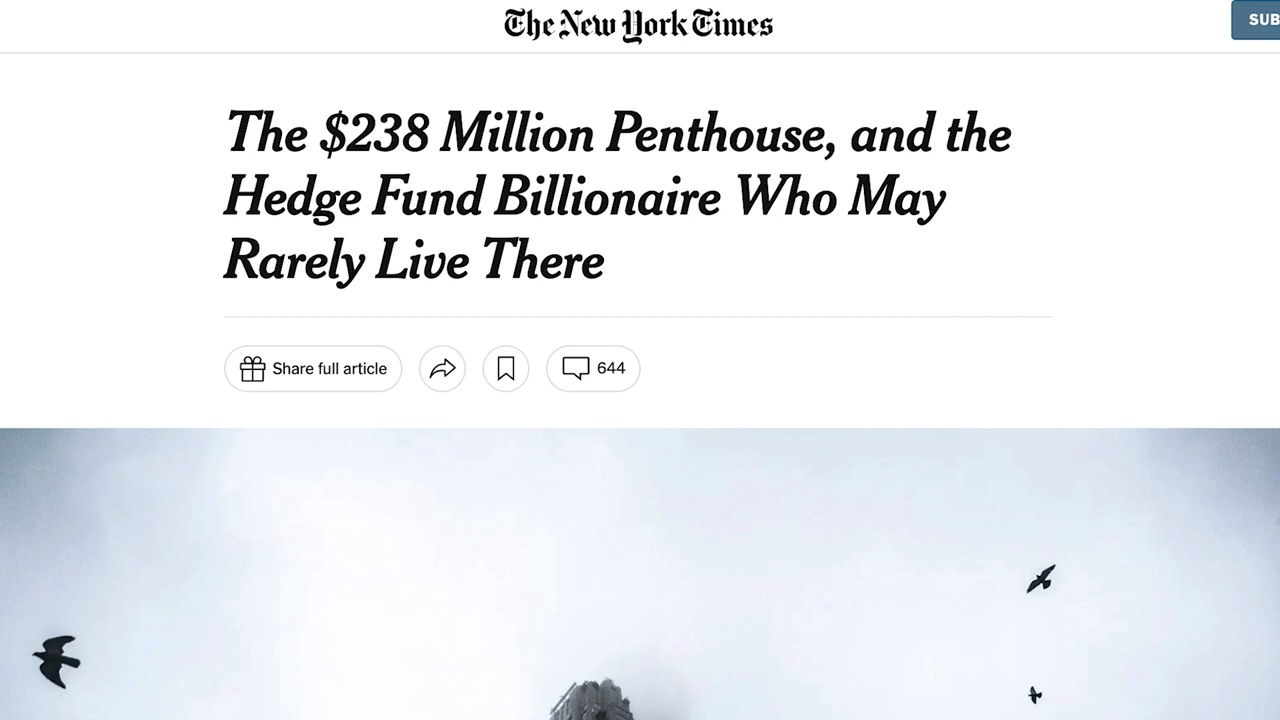 The New York Times
SUB
The $238 Million Penthouse, and the
Hedge Fund Billionaire Who May
Rarely Live There
Share full article
644